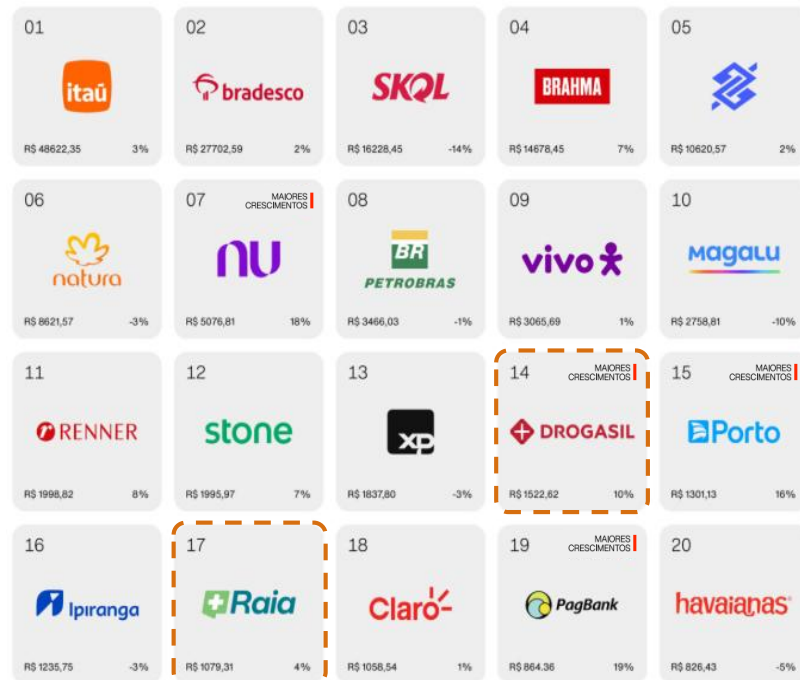 01 02 03 04 05
itaú bradesco SKOL BRAHMA
R$ 48622,35 3% R$ 27702,59 2% R$ 16228,45 -14% R$ 14678,45 7% R$ 10620,57 2%
06 07 MAIORES CRESCIMENTOS 08 09 10
natura nu BR PETROBRAS vivo Magalu
R$ 8621,57 -3% R$ 5076,81 18% R$ 3466,03 -1% R$ 3065,69 1% R$ 2758,81 -10%
11 12 13 14 MAIORES CRESCIMENTOS 15 MAIORES CRESCIMENTOS
r RENNER stone xp DROGASIL Porto
R$ 1998,82 8% R$ 1995,97 7% R$ 1837,80 -3% R$ 1522,62 10% R$ 1301,13 16%
16 17 18 19 MAIORES CRESCIMENTOS 20
Ipiranga Raia Claro PagBank havaianas
R$ 1235,75 -3% R$ 1079,31 4% R$ 1058,54 1% R$ 864.36 19% R$ 826,43 -5%